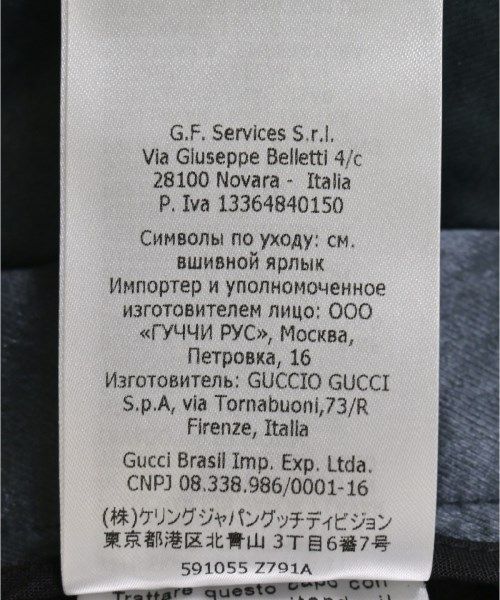 G.F. Services S.r.l.
Via Giuseppe Belletti 4/c
28100 Novara - Italia
P. Iva 13364840150
Символы по уходу: см.
вшивной ярлык
Импортер и уполномоченное
изготовителем лицо: ООО
«ГУЧЧИ РУС», Москва,
Петровка, 16
Изготовитель: GUCCIO GUCCI
S.p.A, via Tornabuoni,73/R
Firenze, Italia
Gucci Brasil Imp. Exp. Ltda.
CNPJ 08.338.986/0001-16
(株)ケリングジャパングッチディビジョン
東京都港区北青山 3丁目6番7号
591055 Z791A
Trattare questo capo con